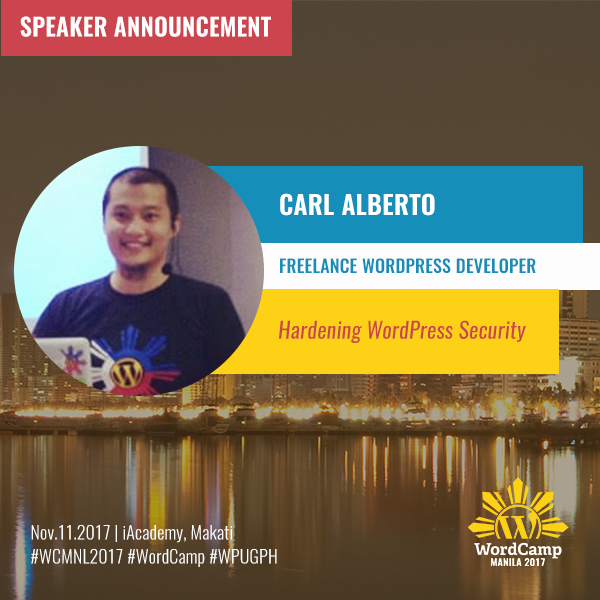 SPEAKER ANNOUNCEMENT
CARL ALBERTO
FREELANCE WORDPRESS DEVELOPER
Hardening WordPress Security
Nov.11.2017 | iAcademy, Makati
#WCMNL2017 #WordCamp #WPUGPH
WordCamp
MANILA 2017